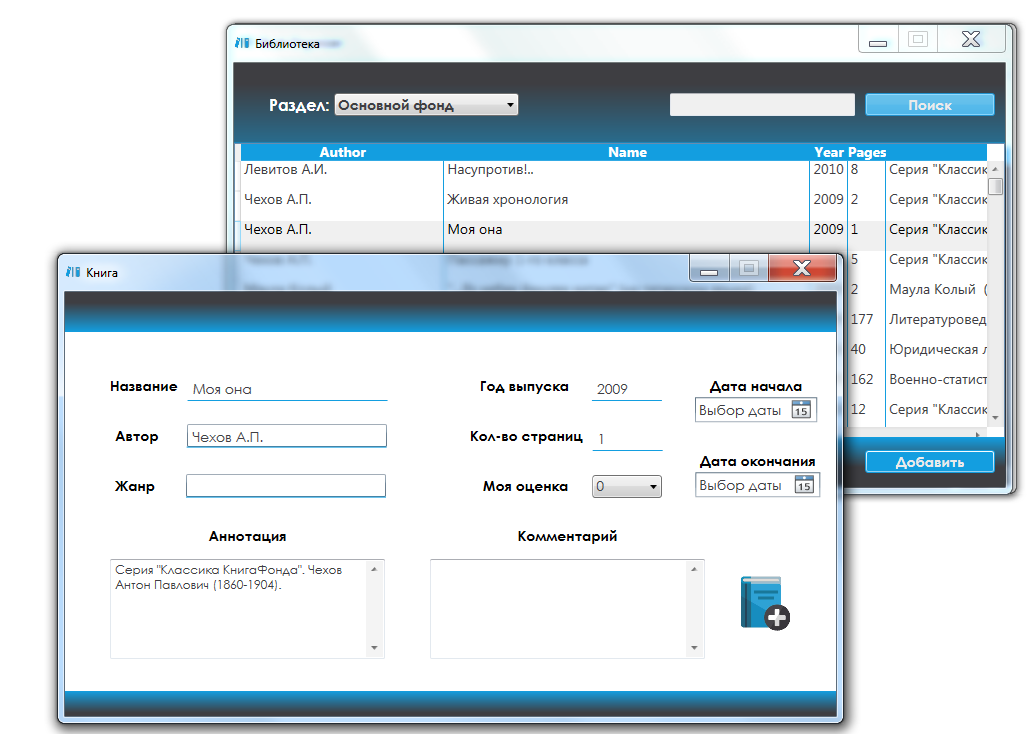 Библиотека
Раздел: Основной фонд Поиск
Author Name Year Pages
Левитов А.И. Насупротив!.. 2010 8 Серия "Классик
Чехов А.П. Живая хронология 2009 2 Серия "Классик
Чехов А.П. Моя она 2009 1 Серия "Классик
5 Серия "Классик
2 Маула Колый (
177 Литературовед
40 Юридическая л
162 Военно-статист
12 Серия "Классик
Добавить
Книга
Название Моя она Год выпуска 2009 Дата начала
Выбор даты 15
Автор Чехов А.П. Кол-во страниц 1
Дата окончания
Жанр Моя оценка 0 Выбор даты 15
Аннотация Комментарий
Серия "Классика КнигаФонда". Чехов
Антон Павлович (1860-1904).